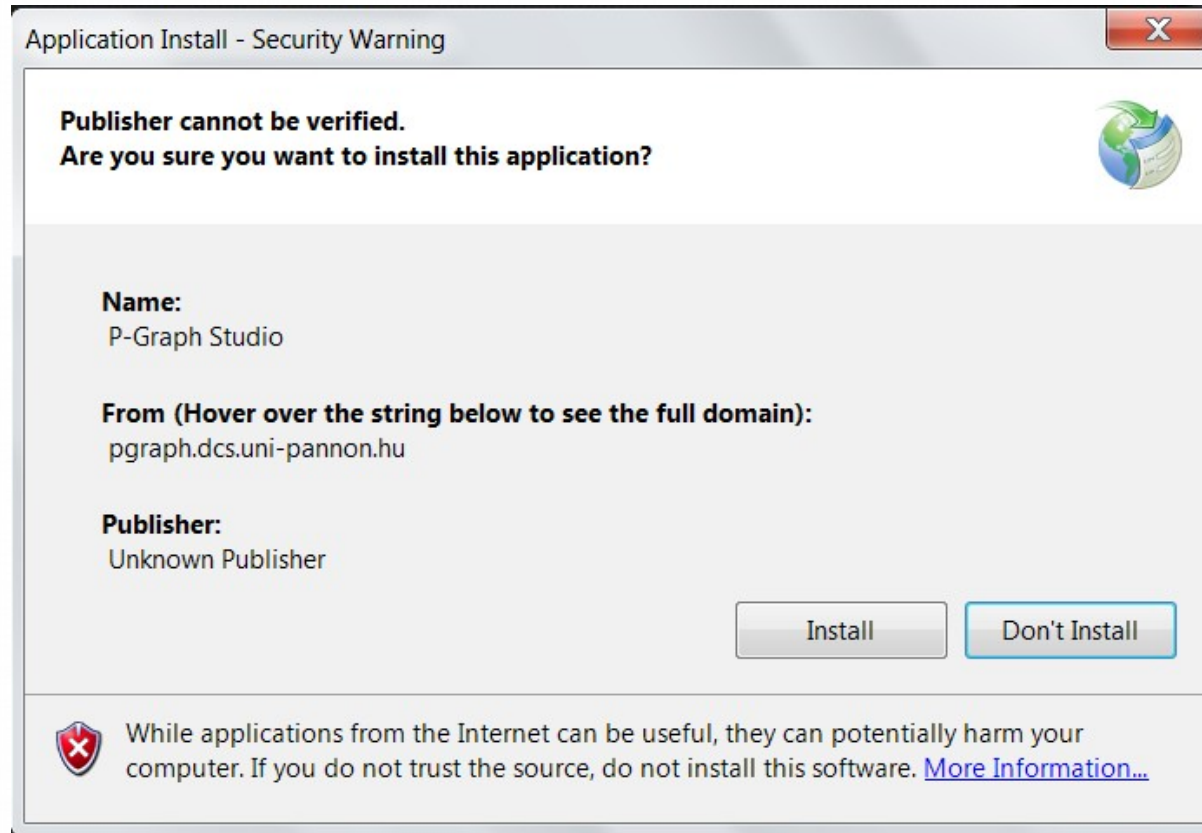 Application Install - Security Warning
Publisher cannot be verified.
Are you sure you want to install this application?
Name:
P-Graph Studio
From (Hover over the string below to see the full domain):
pgraph.dcs.uni-pannon.hu
Publisher:
Unknown Publisher
Install
Don't Install
While applications from the Internet can be useful, they can potentially harm your
computer. If you do not trust the source, do not install this software. More Information...